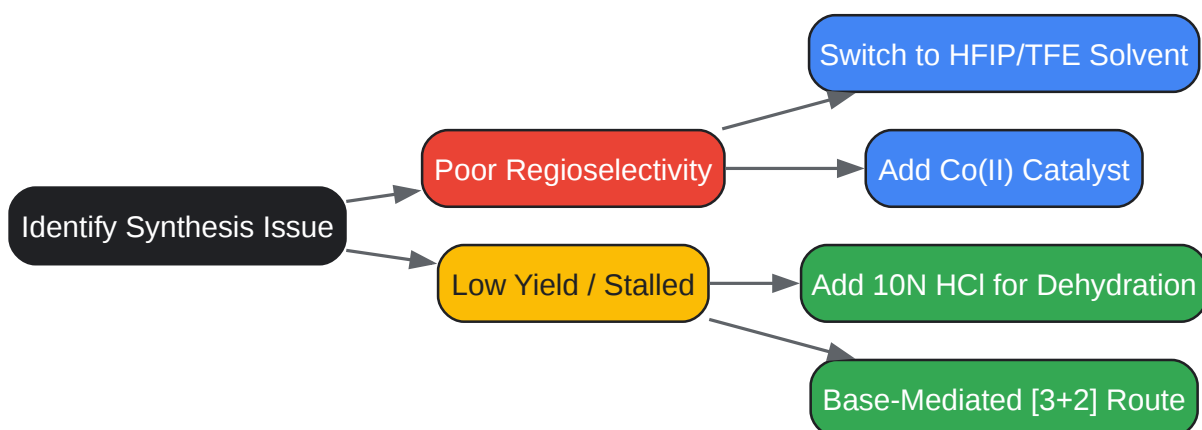 Identify Synthesis Issue
Poor Regioselectivity
Low Yield / Stalled
Switch to HFIP/TFE Solvent
Add Co(II) Catalyst
Add 10N HCl for Dehydration
Base-Mediated [3+2] Route